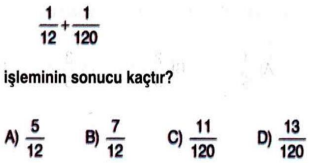 1/12 + 1/120
işleminin sonucu kaçtır?
A) 5/12 B) 7/12 C) 11/120 D) 13/120